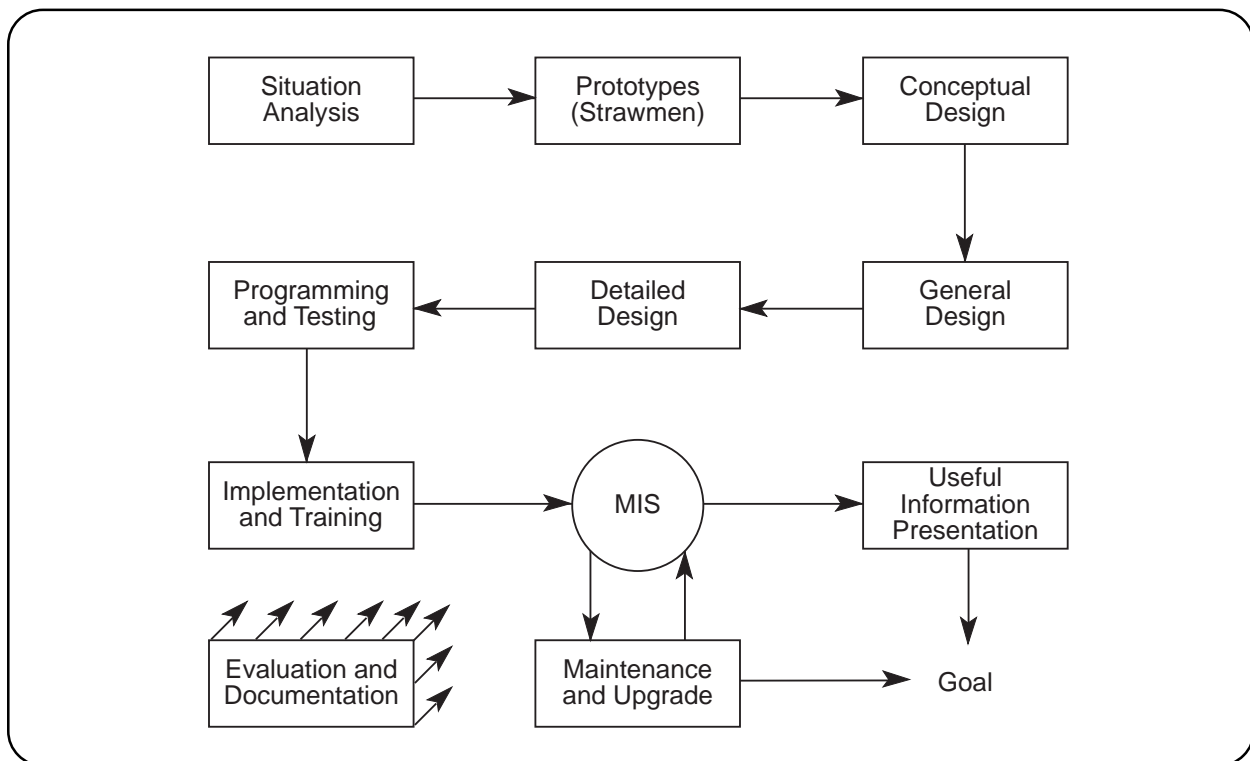 Situation
Analysis
Prototypes
(Strawmen)
Conceptual
Design
Programming
and Testing
Detailed
Design
General
Design
Implementation
and Training
MIS
Useful
Information
Presentation
Evaluation and
Documentation
Maintenance
and Upgrade
Goal